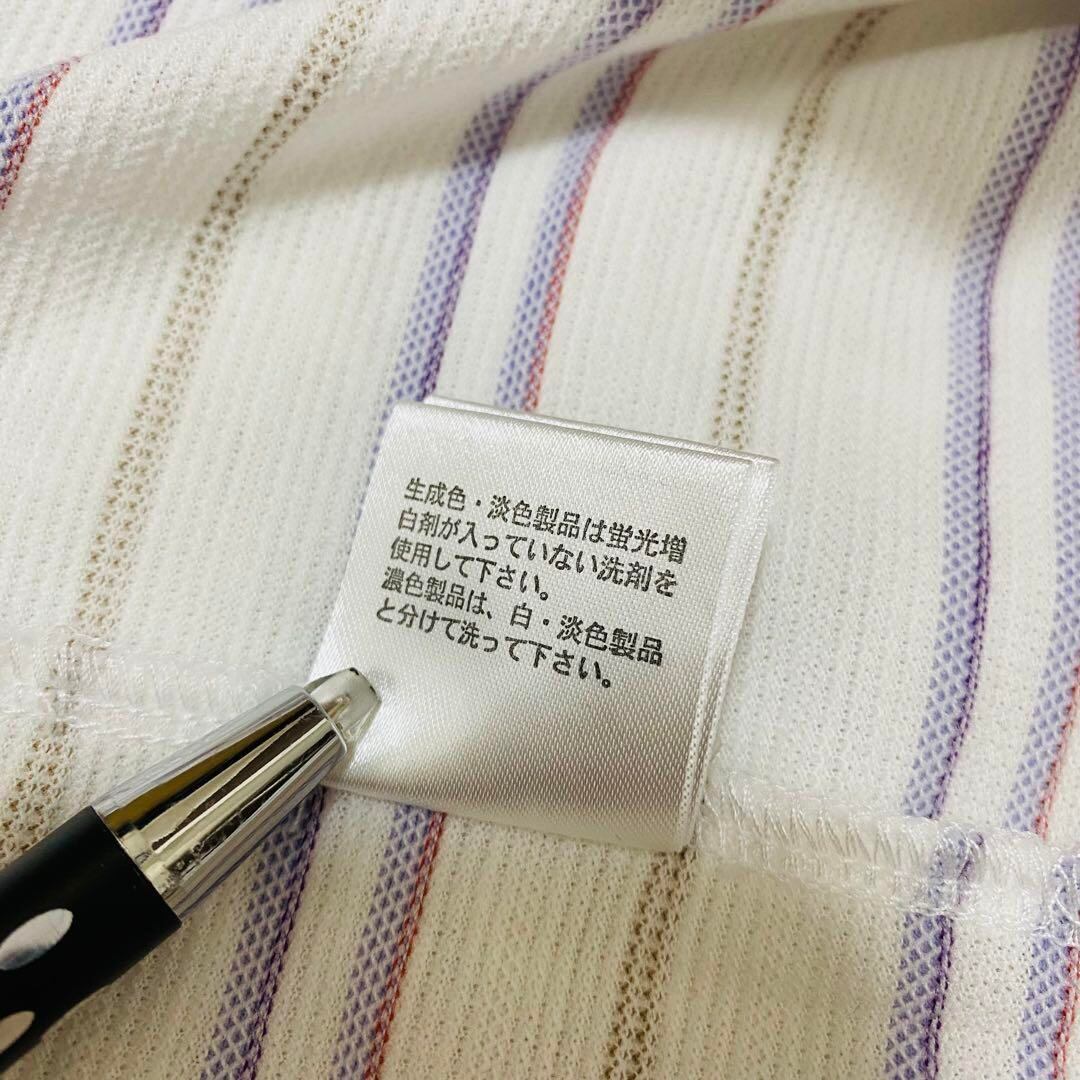 生成色・淡色製品は蛍光増
白剤が入っていない洗剤を
使用して下さい。
濃色製品は、白・淡色製品
と分けて洗って下さい。